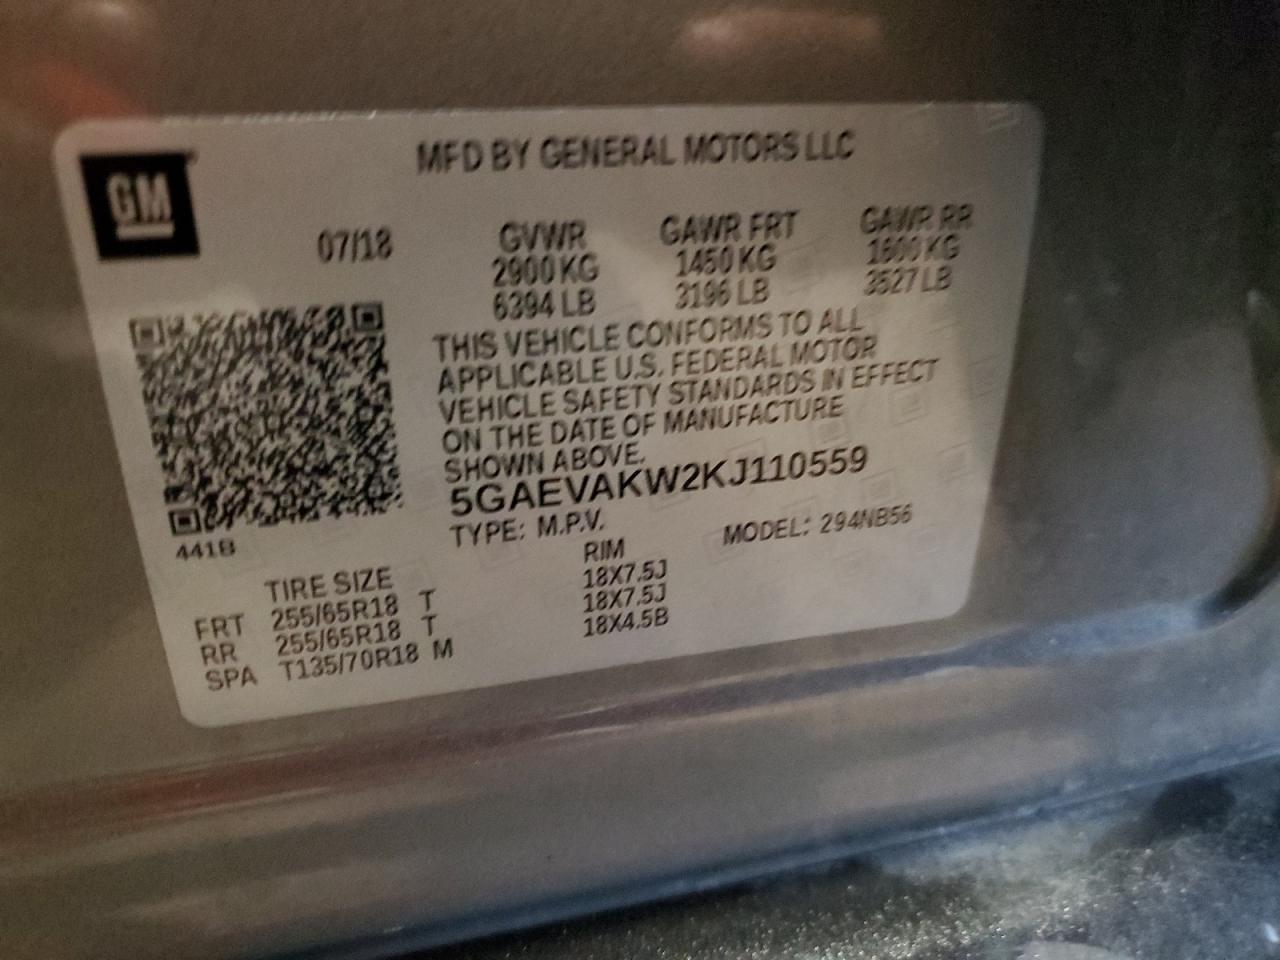 GM
MFD BY GENERAL MOTORS LLC
07/18 GVWR GAWR FRT GAWR RR
2900 KG 1450 KG 1600 KG
6394 LB 3196 LB 3527 LB
THIS VEHICLE CONFORMS TO ALL
APPLICABLE U.S. FEDERAL MOTOR
VEHICLE SAFETY STANDARDS IN EFFECT
ON THE DATE OF MANUFACTURE
SHOWN ABOVE.
5GAEVAKW2KJ110559
4418
TYPE: M.P.V. MODEL: 294NB56
TIRE SIZE RIM
FRT 255/65R18 T 18X7.5J
RR 255/65R18 T 18X7.5J
SPA T135/70R18 M 18X4.5B